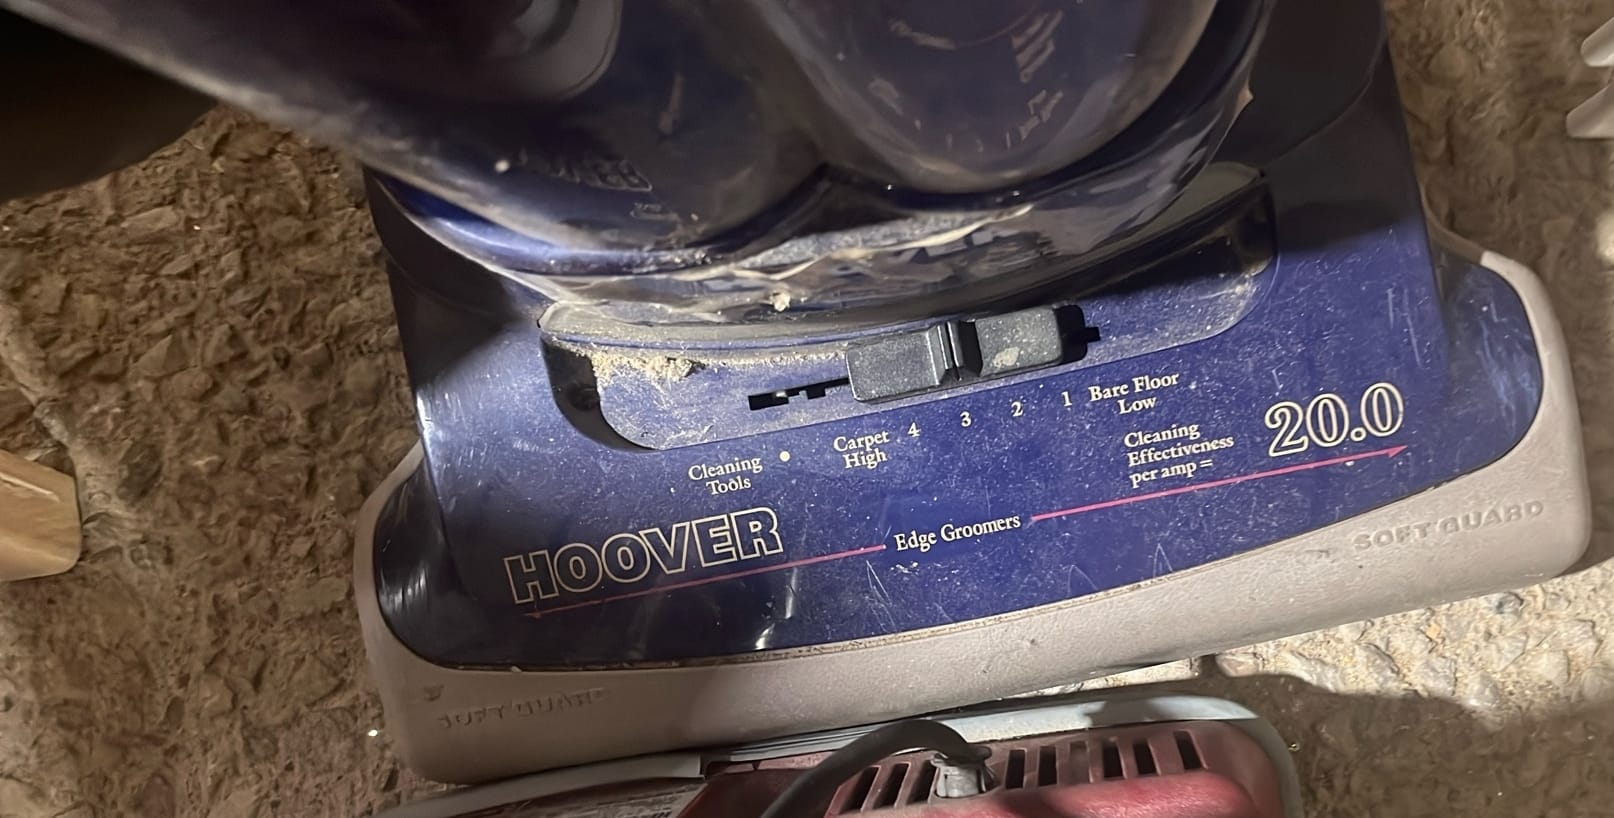 Cleaning
Tools
Carpet
High
4
3
2
1
Bare Floor
Low
Cleaning
Effectiveness
per amp =
20.0
HOOVER
Edge Groomers
SOFT GUARD
SOFT GUARD